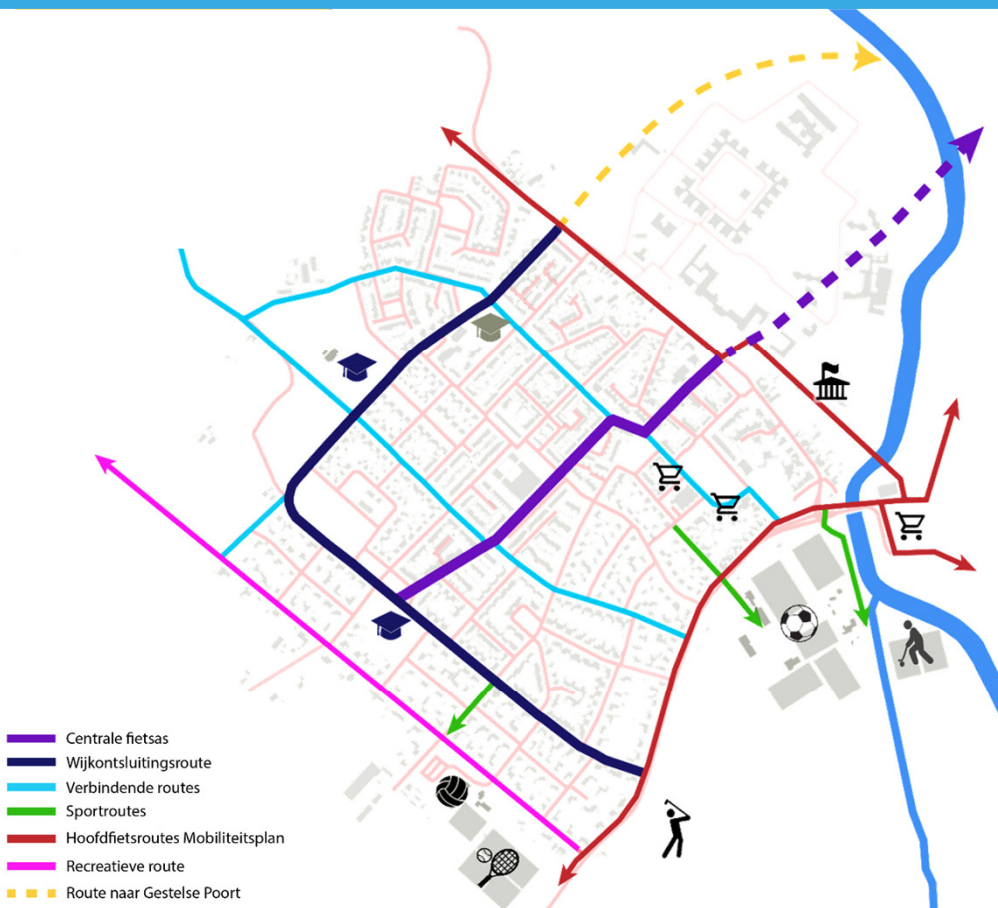 Centrale fietsas
Wijkontsluitingsroute
Verbindende routes
Sportroutes
Hoofdfietsroutes Mobiliteitsplan
Recreatieve route
Route naar Gestelse Poort